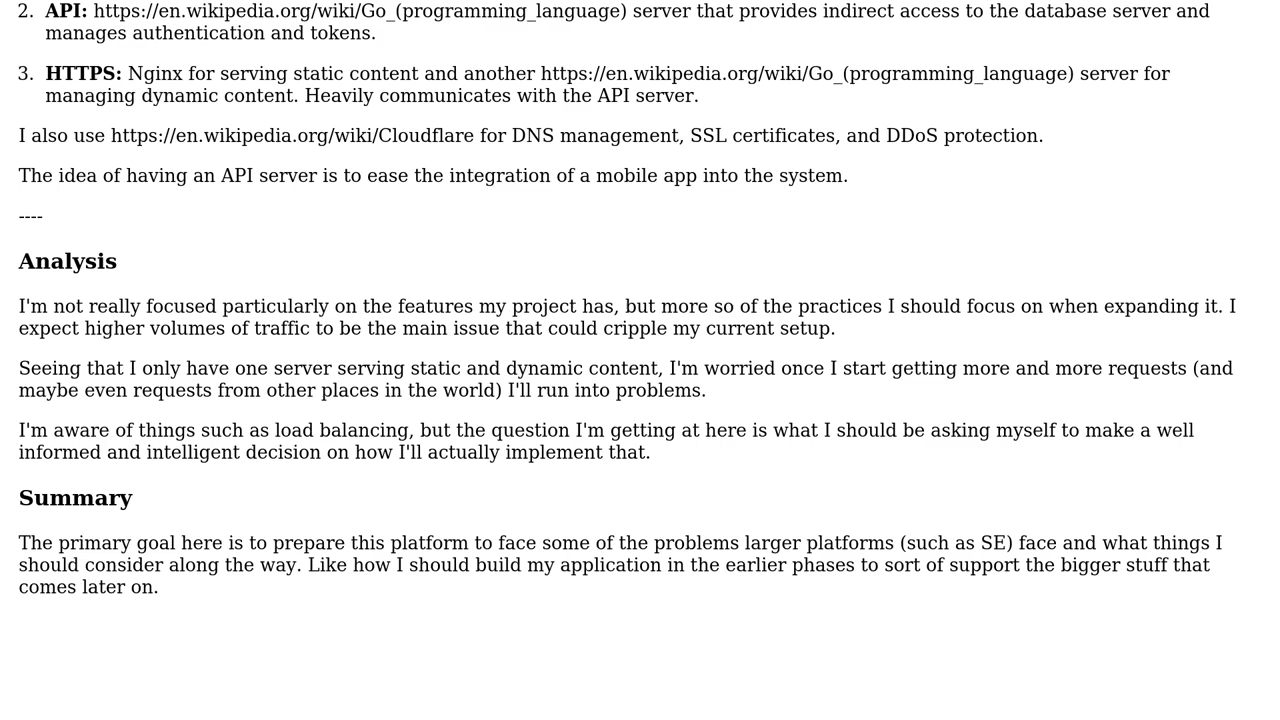 2. API: https://en.wikipedia.org/wiki/Go_(programming_language) server that provides indirect access to the database server and
manages authentication and tokens.
3. HTTPS: Nginx for serving static content and another https://en.wikipedia.org/wiki/Go_(programming_language) server for
managing dynamic content. Heavily communicates with the API server.
I also use https://en.wikipedia.org/wiki/Cloudflare for DNS management, SSL certificates, and DDoS protection.
The idea of having an API server is to ease the integration of a mobile app into the system.
----
Analysis
I'm not really focused particularly on the features my project has, but more so of the practices I should focus on when expanding it. I
expect higher volumes of traffic to be the main issue that could cripple my current setup.
Seeing that I only have one server serving static and dynamic content, I'm worried once I start getting more and more requests (and
maybe even requests from other places in the world) I'll run into problems.
I'm aware of things such as load balancing, but the question I'm getting at here is what I should be asking myself to make a well
informed and intelligent decision on how I'll actually implement that.
Summary
The primary goal here is to prepare this platform to face some of the problems larger platforms (such as SE) face and what things I
should consider along the way. Like how I should build my application in the earlier phases to sort of support the bigger stuff that
comes later on.